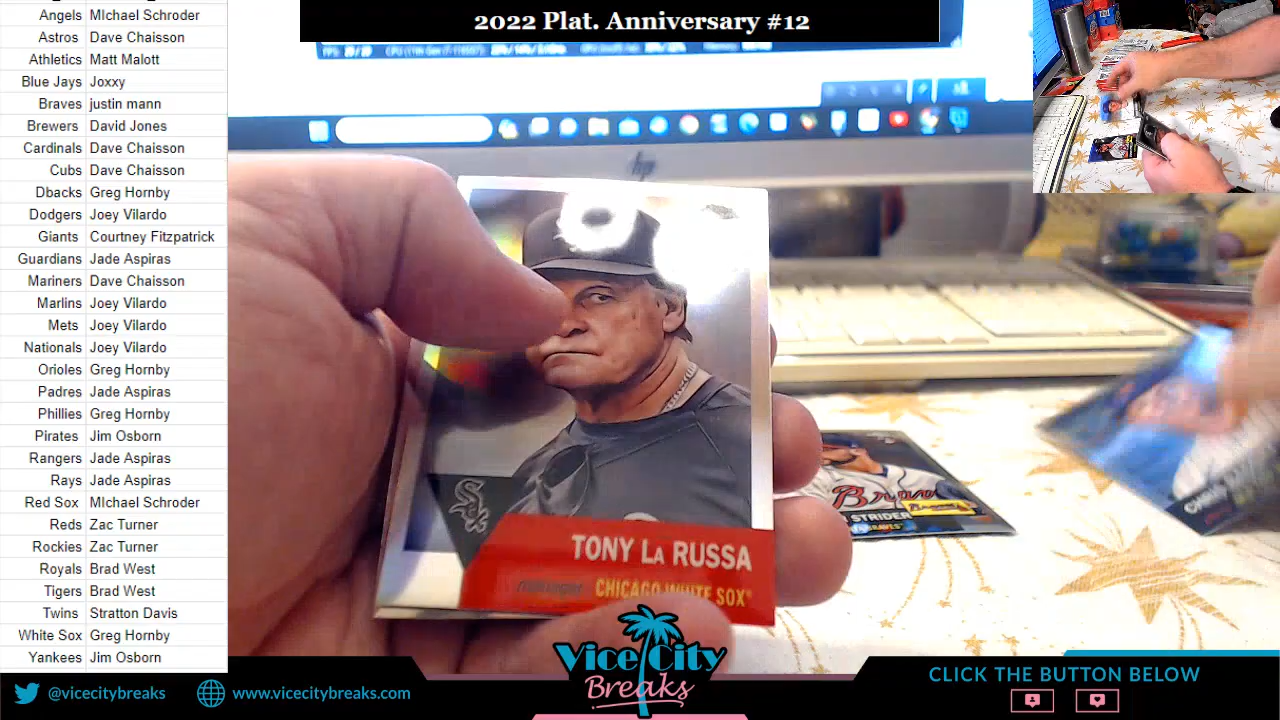 2022 Plat. Anniversary #12
Angels MIchael Schroder
Astros Dave Chaisson
Athletics Matt Malott
Blue Jays Joxxy
Braves justin mann
Brewers David Jones
Cardinals Dave Chaisson
Cubs Dave Chaisson
Dbacks Greg Hornby
Dodgers Joey Vilardo
Giants Courtney Fitzpatrick
Guardians Jade Aspiras
Mariners Dave Chaisson
Marlins Joey Vilardo
Mets Joey Vilardo
Nationals Joey Vilardo
Orioles Greg Hornby
Padres Jade Aspiras
Phillies Greg Hornby
Pirates Jim Osborn
Rangers Jade Aspiras
Rays Jade Aspiras
Red Sox MIchael Schroder
Reds Zac Turner
Rockies Zac Turner
Royals Brad West
Tigers Brad West
Twins Stratton Davis
White Sox Greg Hornby
Yankees Jim Osborn
hp
Sox
TONY LA RUSSA
manager CHICAGO WHITE SOX
Braves
STRIDER
BRAVES
Vice City
Breaks
@vicecitybreaks
www.vicecitybreaks.com
CLICK THE BUTTON BELOW